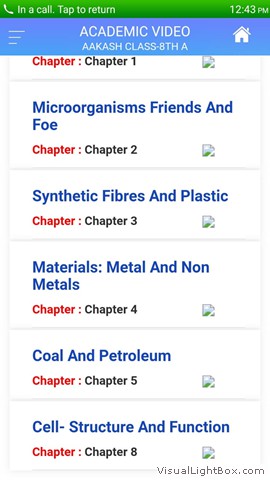 In a call. Tap to return 12:43 PM
ACADEMIC VIDEO
AAKASH CLASS-8TH A
Chapter : Chapter 1
Microorganisms Friends And
Foe
Chapter : Chapter 2
Synthetic Fibres And Plastic
Chapter : Chapter 3
Materials: Metal And Non
Metals
Chapter : Chapter 4
Coal And Petroleum
Chapter : Chapter 5
Cell- Structure And Function
Chapter : Chapter 8
VisualLightBox.com